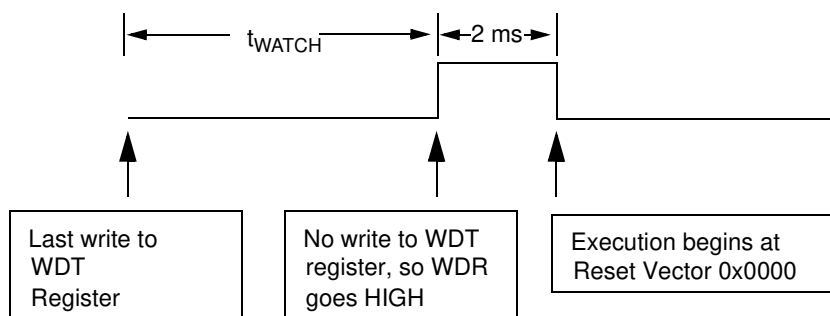 tWATCH
2 ms
Last write to
WDT
Register
No write to WDT
register, so WDR
goes HIGH
Execution begins at
Reset Vector 0x0000